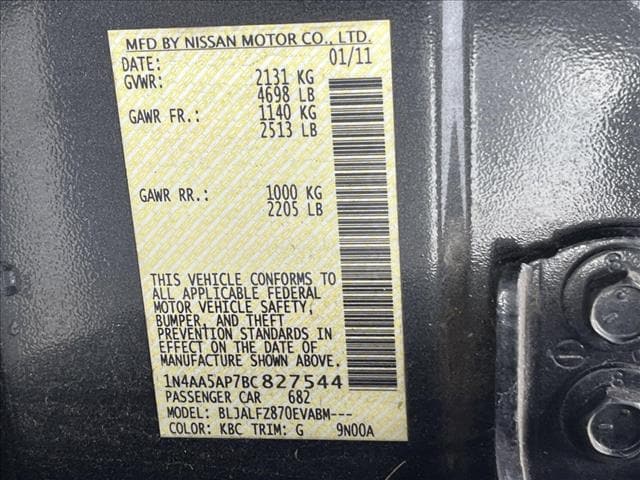 MFD BY NISSAN MOTOR CO., LTD.
DATE: 01/11
GVWR: 2131 KG
4698 LB
GAWR FR.: 1140 KG
2513 LB
GAWR RR.: 1000 KG
2205 LB
THIS VEHICLE CONFORMS TO
ALL APPLICABLE FEDERAL
MOTOR VEHICLE SAFETY,
BUMPER, AND THEFT
PREVENTION STANDARDS IN
EFFECT ON THE DATE OF
MANUFACTURE SHOWN ABOVE.
1N4AA5AP7BC827544
PASSENGER CAR 682
MODEL: BLJALFZ870EVABM---
COLOR: KBC TRIM: G 9N00A